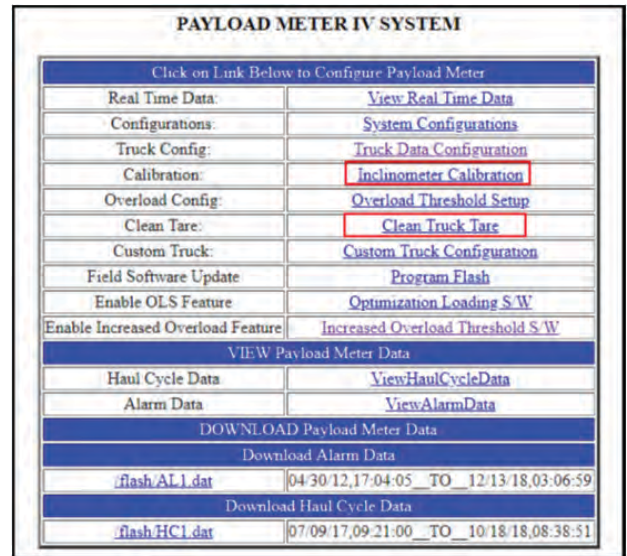 PAYLOAD METER IV SYSTEM
Click on Link Below to Configure Payload Meter
Real Time Data: View Real Time Data
Configurations: System Configurations
Truck Config: Truck Data Configuration
Calibration: Inclinometer Calibration
Overload Config: Overload Threshold Setup
Clean Tare: Clean Truck Tare
Custom Truck: Custom Truck Configuration
Field Software Update Program Flash
Enable OLS Feature Optimization Loading S/W
Enable Increased Overload Feature Increased Overload Threshold S/W
VIEW Payload Meter Data
Haul Cycle Data ViewHaulCycleData
Alarm Data ViewAlarmData
DOWNLOAD Payload Meter Data
Download Alarm Data
/flash/AL1.dat 04/30/12,17:04:05__TO__12/13/18,03:06:59
Download Haul Cycle Data
/flash/HC1.dat 07/09/17,09:21:00__TO__10/18/18,08:38:51